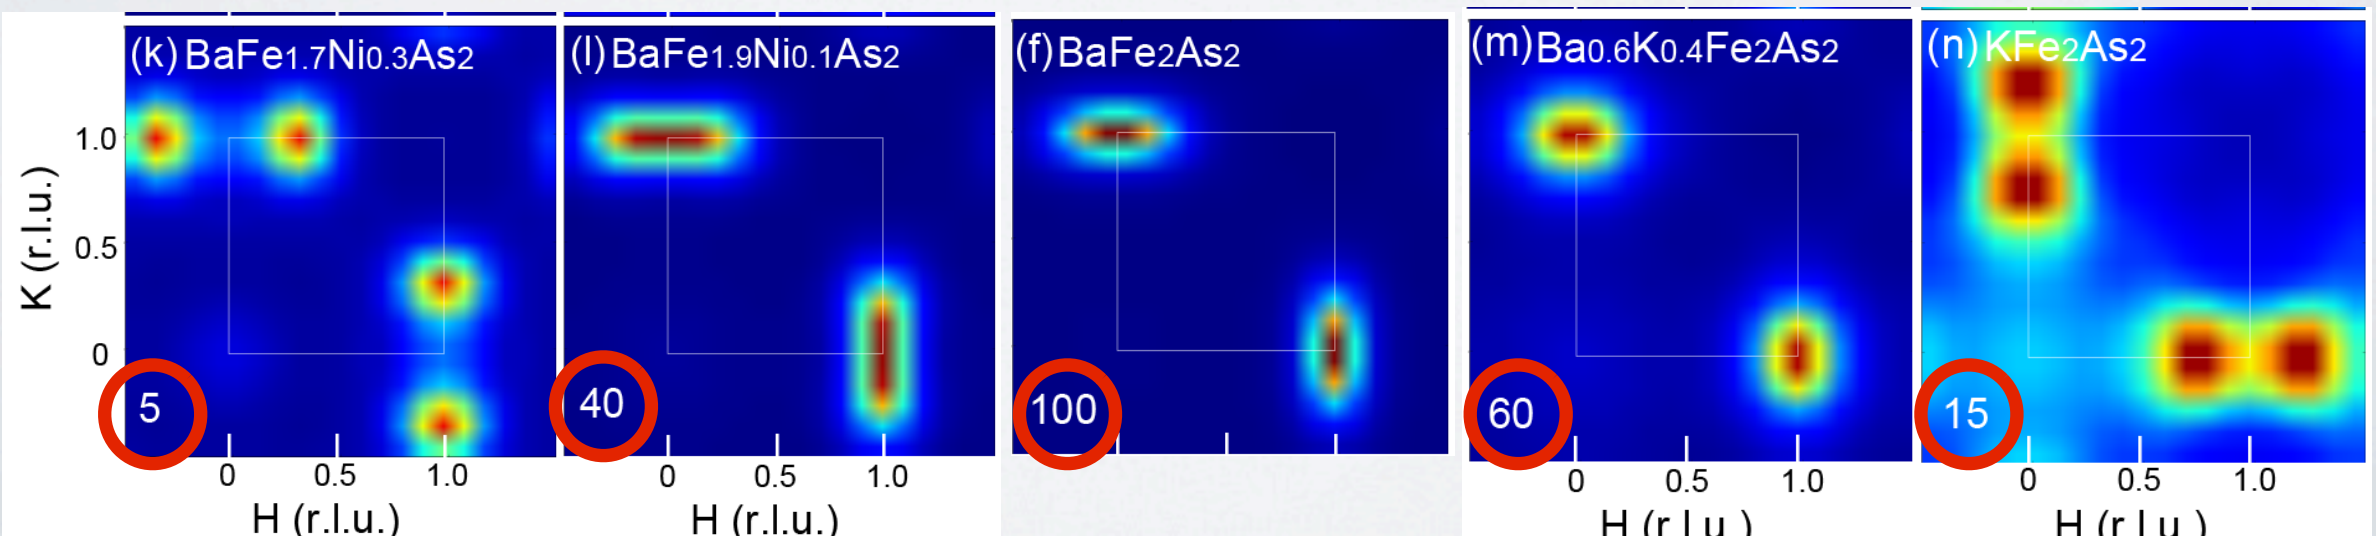 (k) BaFe1.7Ni0.3As2
(l) BaFe1.9Ni0.1As2
(f) BaFe2As2
(m) Ba0.6K0.4Fe2As2
(n) KFe2As2
1.0
0.5
0
K (r.l.u.)
5
40
100
60
15
0 0.5 1.0
0 0.5 1.0
0 0.5 1.0
0 0.5 1.0
H (r.l.u.)
H (r.l.u.)
H (r.l.u.)
H (r.l.u.)